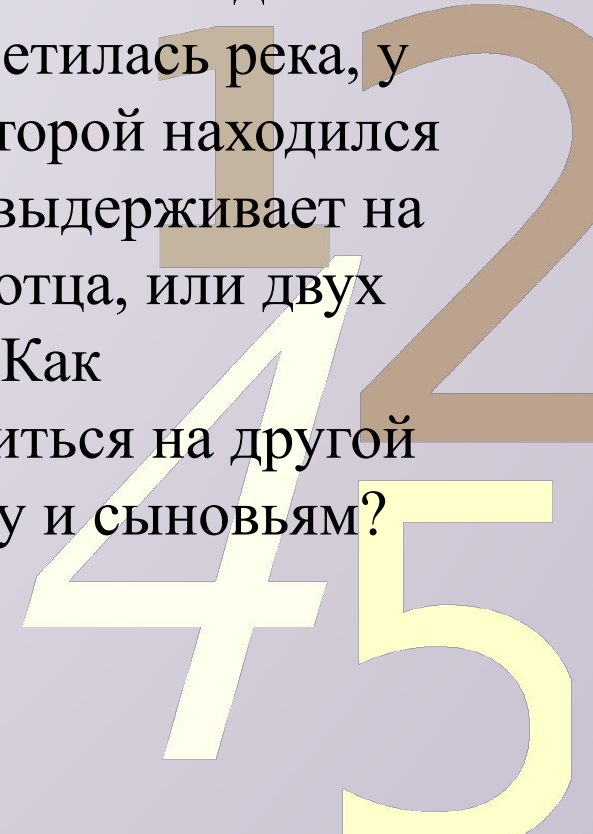 етилась река, у
торой находился
выдерживает на
отца, или двух
Как
иться на другой
у и сыновьям?
1
2
4
5